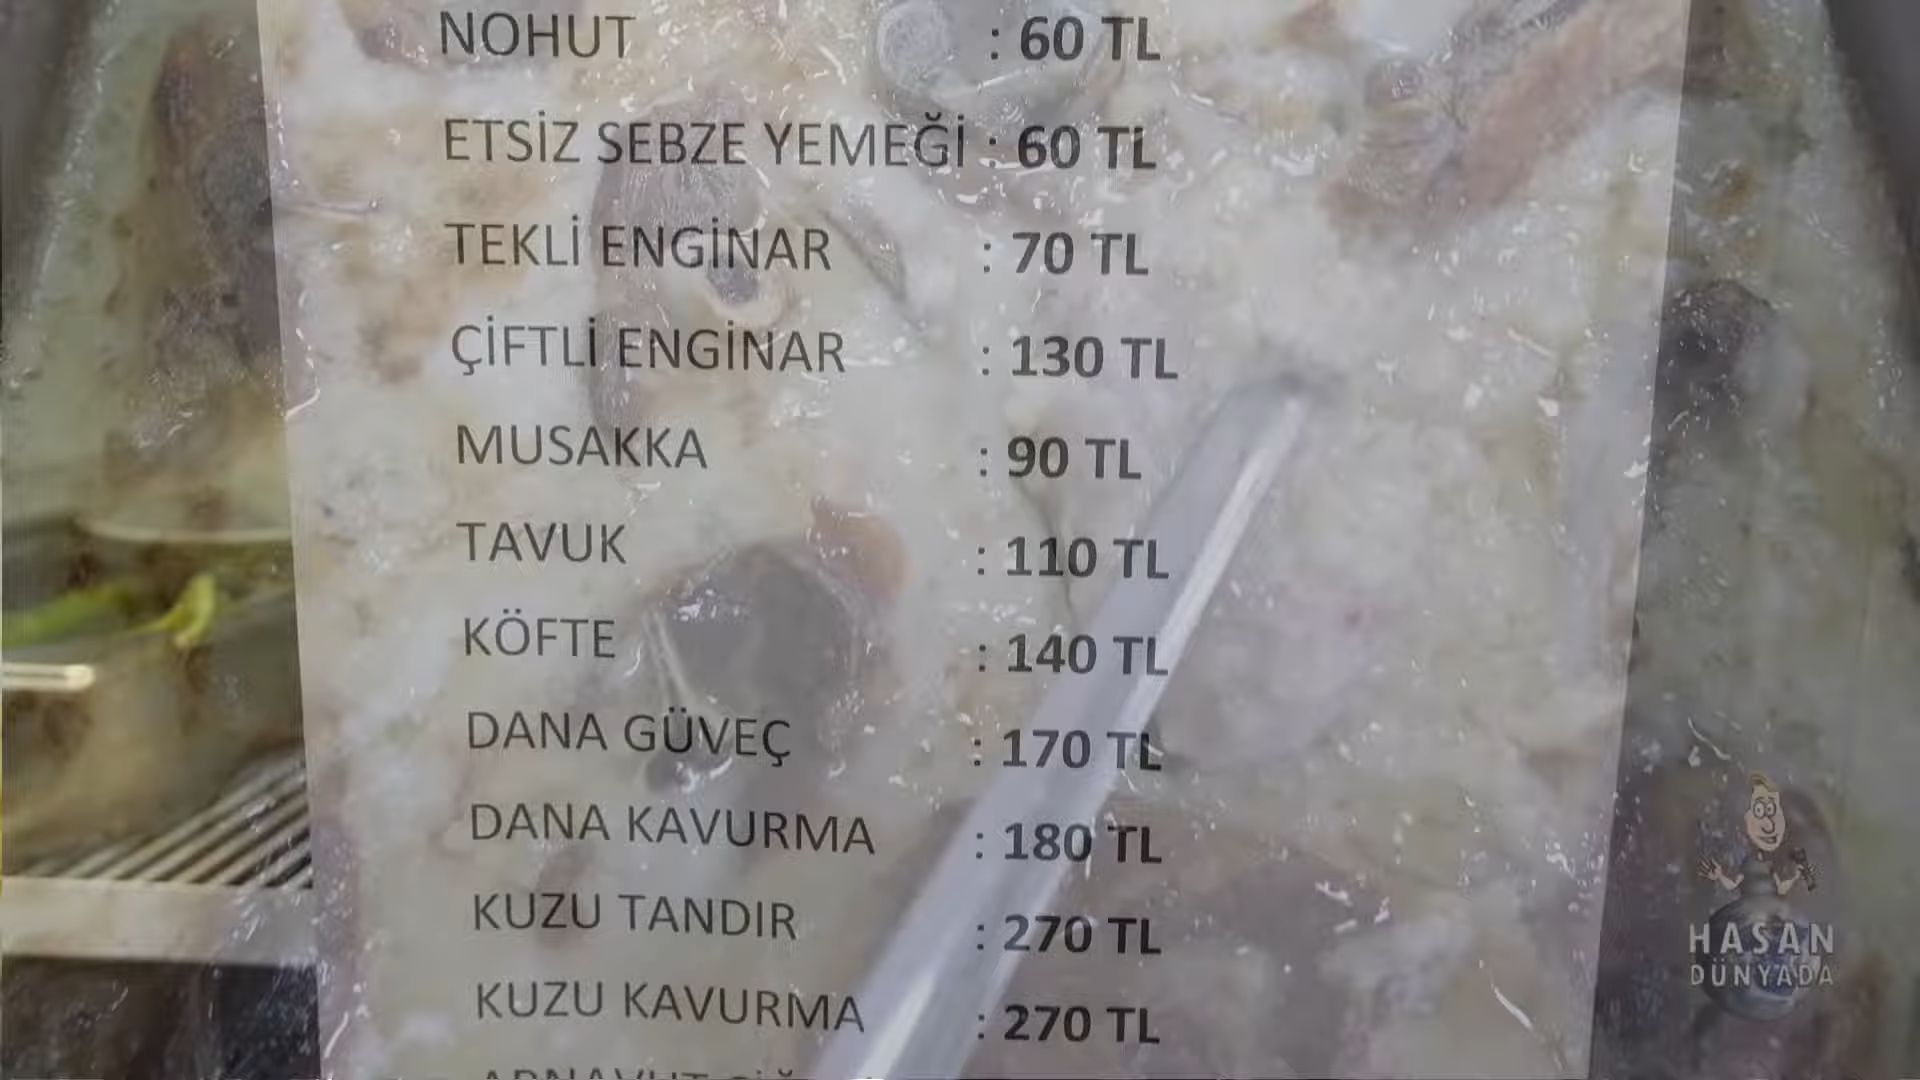 NOHUT : 60 TL
ETSİZ SEBZE YEMEĞİ : 60 TL
TEKLİ ENGİNAR : 70 TL
ÇİFTLİ ENGİNAR : 130 TL
MUSAKKA : 90 TL
TAVUK : 110 TL
KÖFTE : 140 TL
DANA GÜVEÇ : 170 TL
DANA KAVURMA : 180 TL
KUZU TANDIR : 270 TL
KUZU KAVURMA : 270 TL
HASAN
DÜNYADA